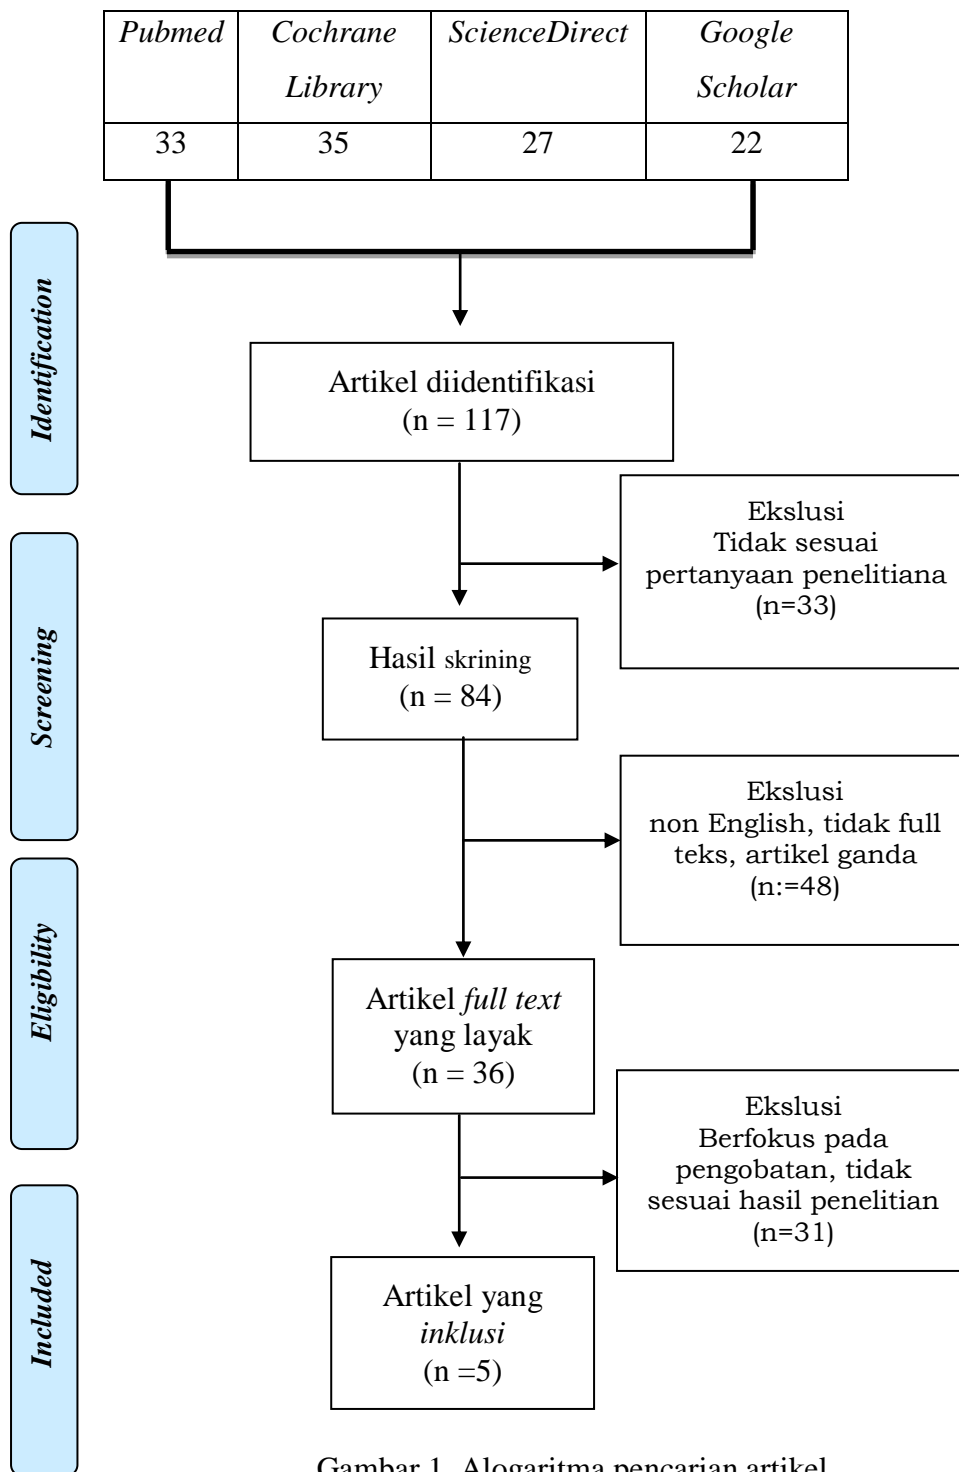 Pubmed
Cochrane
Library
ScienceDirect
Google
Scholar
33
35
27
22
Identification
Artikel diidentifikasi
(n = 117)
Ekslusi
Tidak sesuai
pertanyaan penelitiana
(n=33)
Screening
Hasil skrining
(n = 84)
Ekslusi
non English, tidak full
teks, artikel ganda
(n:=48)
Eligibility
Artikel full text
yang layak
(n = 36)
Ekslusi
Berfokus pada
pengobatan, tidak
sesuai hasil penelitian
(n=31)
Included
Artikel yang
inklusi
(n =5)
Gambar 1. Alogaritma pencarian artikel